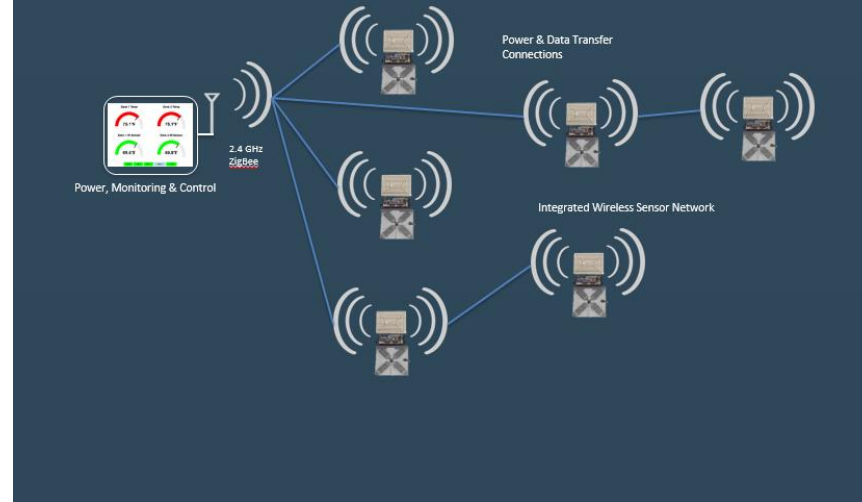 Power & Data Transfer
Connections
2.4 GHz
ZigBee
Power, Monitoring & Control
Integrated Wireless Sensor Network